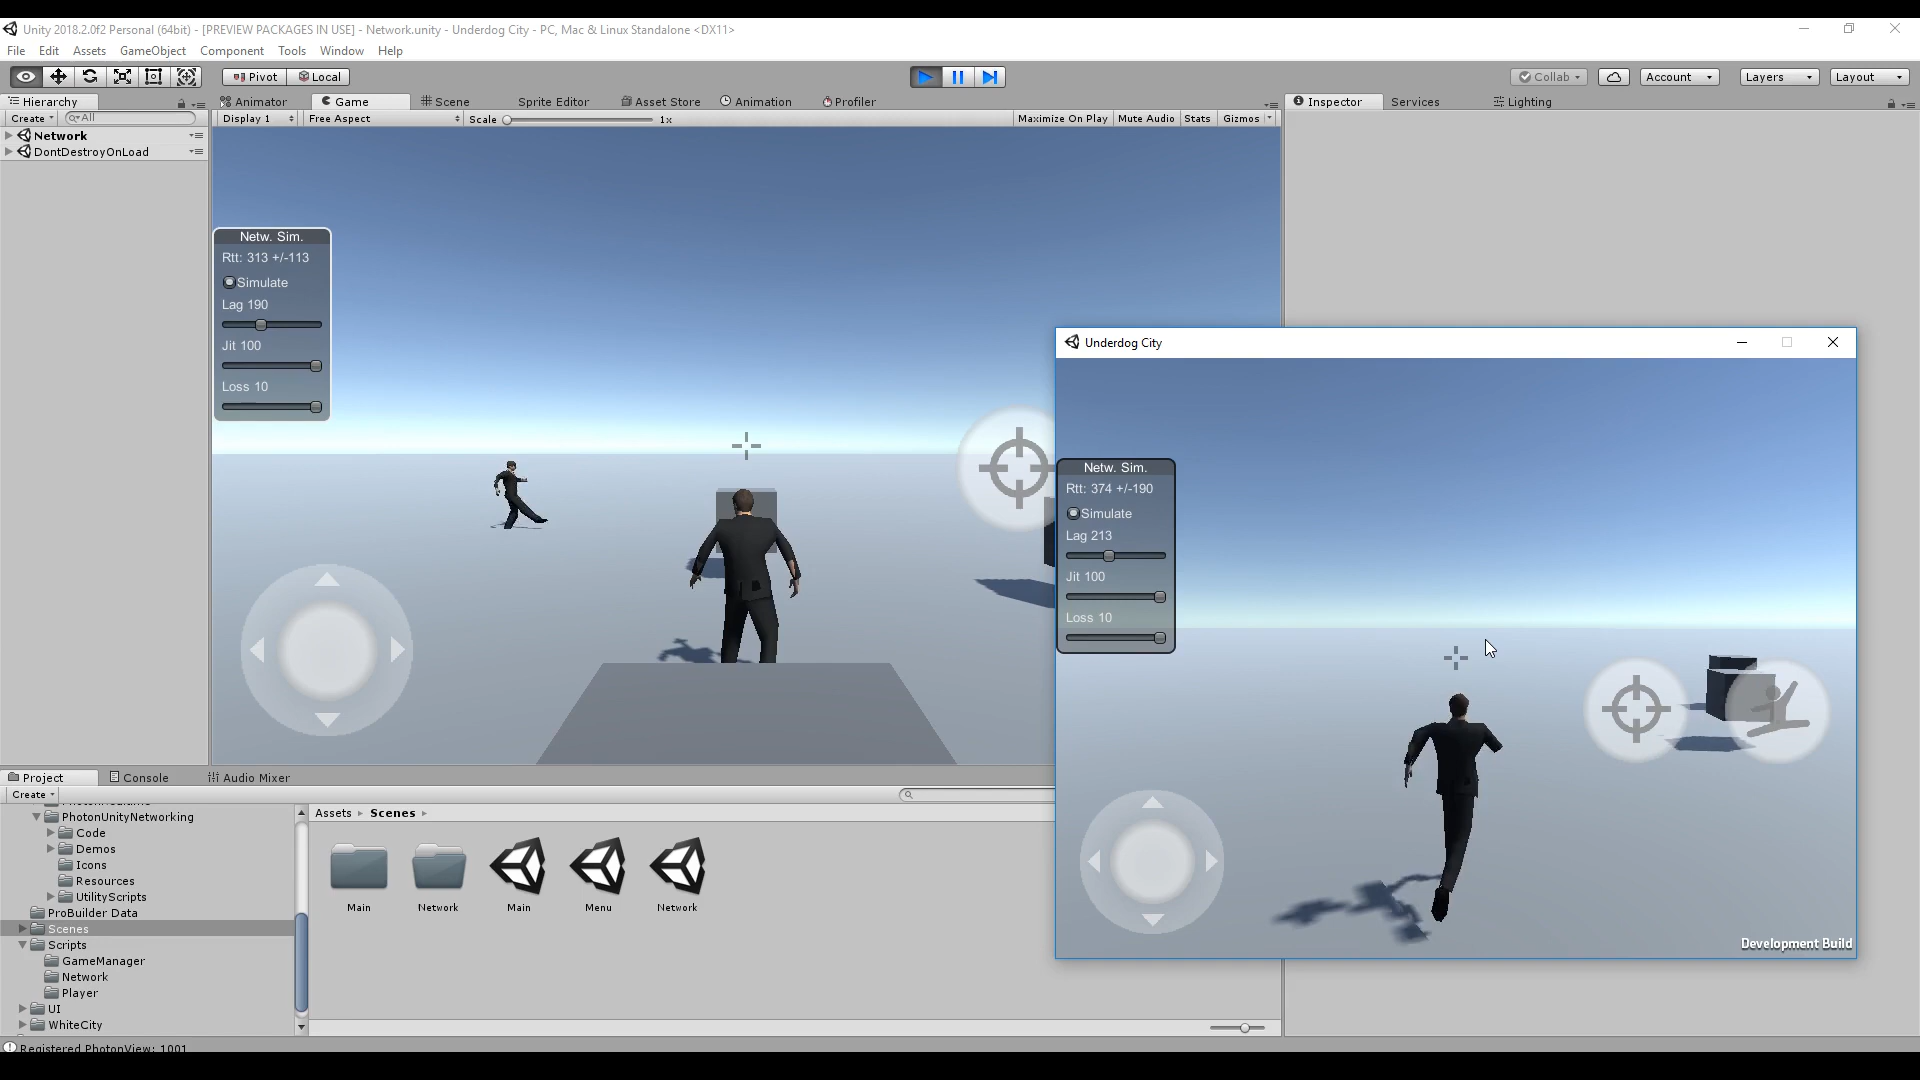 Unity 2018.2.0f2 Personal (64bit) - [PREVIEW PACKAGES IN USE] - Network.unity - Underdog City - PC, Mac & Linux Standalone <DX11>
File Edit Assets GameObject Component Tools Window Help
Pivot Local Collab Account Layers Layout
Hierarchy Animator Game Scene Sprite Editor Asset Store Animation Profiler Inspector Services Lighting
Create All Display 1 Free Aspect Scale 1x Maximize On Play Mute Audio Stats Gizmos
Network
DontDestroyOnLoad
Netw. Sim.
Rtt: 313 +/-113
Simulate
Lag 190
Jit 100
Loss 10
Underdog City
Netw. Sim.
Rtt: 374 +/-190
Simulate
Lag 213
Jit 100
Loss 10
Development Build
Project Console Audio Mixer
Create
Assets Scenes
PhotonUnityNetworking
Code
Demos
Icons
Resources
UtilityScripts
ProBuilder Data
Scenes
Scripts
GameManager
Network
Player
UI
WhiteCity
Main Network Main Menu Network
Registered PhotonView: 1001